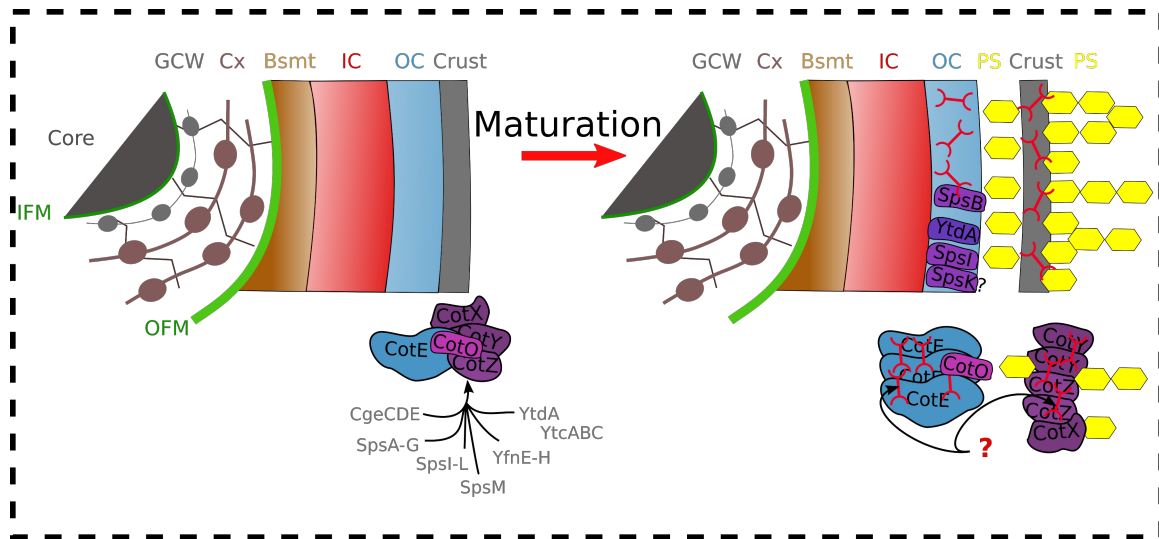 GCW Cx Bsmt IC OC Crust
Core
IFM
OFM
Maturation
GCW Cx Bsmt IC OC PS Crust PS
SpsB
YtdA
SpsI
SpsK?
CotX
CotY
CotE
CotO
CotZ
CgeCDE
SpsA-G
SpsI-L
SpsM
YfnE-H
YtcABC
YtdA
CotE
CotE
CotE
CotO
CotY
CotY
CotZ
CotZ
CotX
?